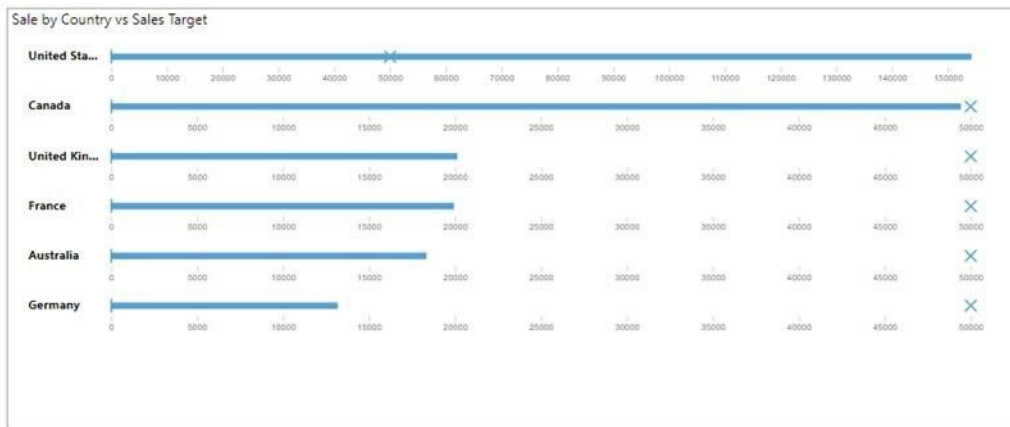 Sale by Country vs Sales Target
United Sta...
0 10000 20000 30000 40000 50000 60000 70000 80000 90000 100000 110000 120000 130000 140000 150000
Canada
0 5000 10000 15000 20000 25000 30000 35000 40000 45000 50000
United Kin...
0 5000 10000 15000 20000 25000 30000 35000 40000 45000 50000
France
0 5000 10000 15000 20000 25000 30000 35000 40000 45000 50000
Australia
0 5000 10000 15000 20000 25000 30000 35000 40000 45000 50000
Germany
0 5000 10000 15000 20000 25000 30000 35000 40000 45000 50000